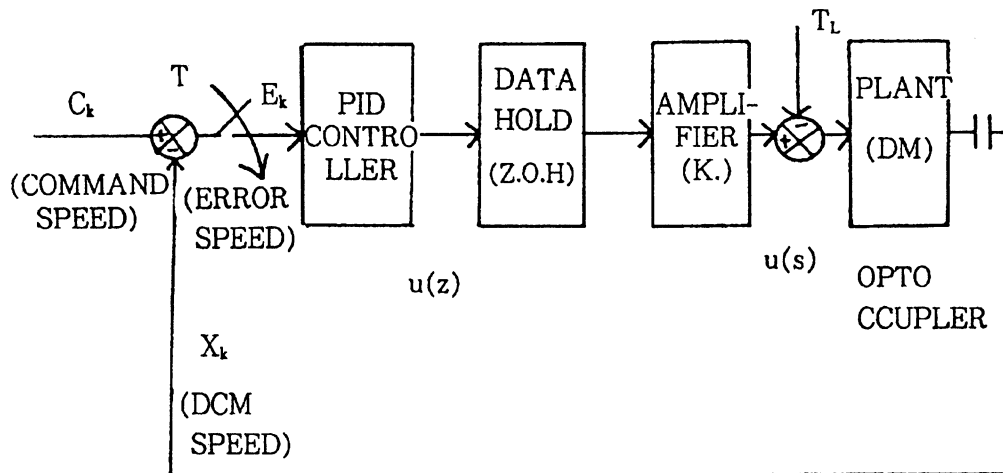 C_k
(COMMAND
SPEED)
T
E_k
(ERROR
SPEED)
PID
CONTRO
LLER
u(z)
DATA
HOLD
(Z.O.H)
AMPLI-
FIER
(K.)
u(s)
T_L
PLANT
(DM)
OPTO
CCUPLER
X_k
(DCM
SPEED)
+
-
+
-